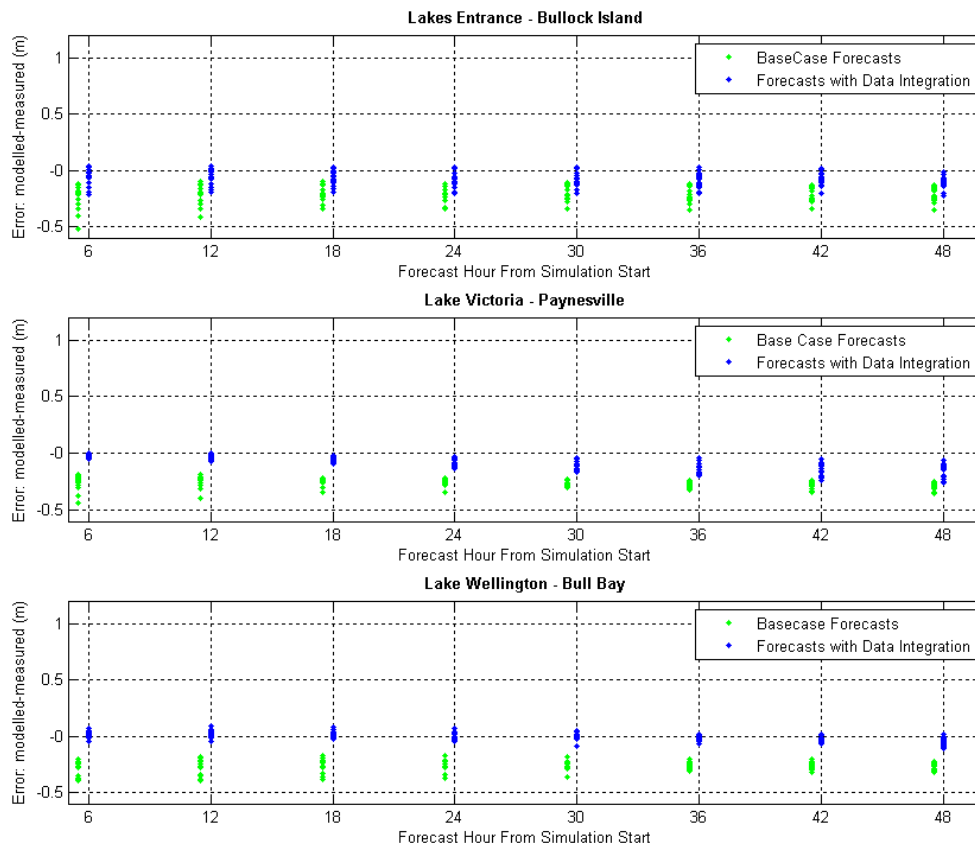 Lakes Entrance - Bullock Island
Error: modelled-measured (m)
1
0.5
-0
-0.5
BaseCase Forecasts
Forecasts with Data Integration
6 12 18 24 30 36 42 48
Forecast Hour From Simulation Start
Lake Victoria - Paynesville
Error: modelled-measured (m)
1
0.5
-0
-0.5
Base Case Forecasts
Forecasts with Data Integration
6 12 18 24 30 36 42 48
Forecast Hour From Simulation Start
Lake Wellington - Bull Bay
Error: modelled-measured (m)
1
0.5
-0
-0.5
Basecase Forecasts
Forecasts with Data Integration
6 12 18 24 30 36 42 48
Forecast Hour From Simulation Start